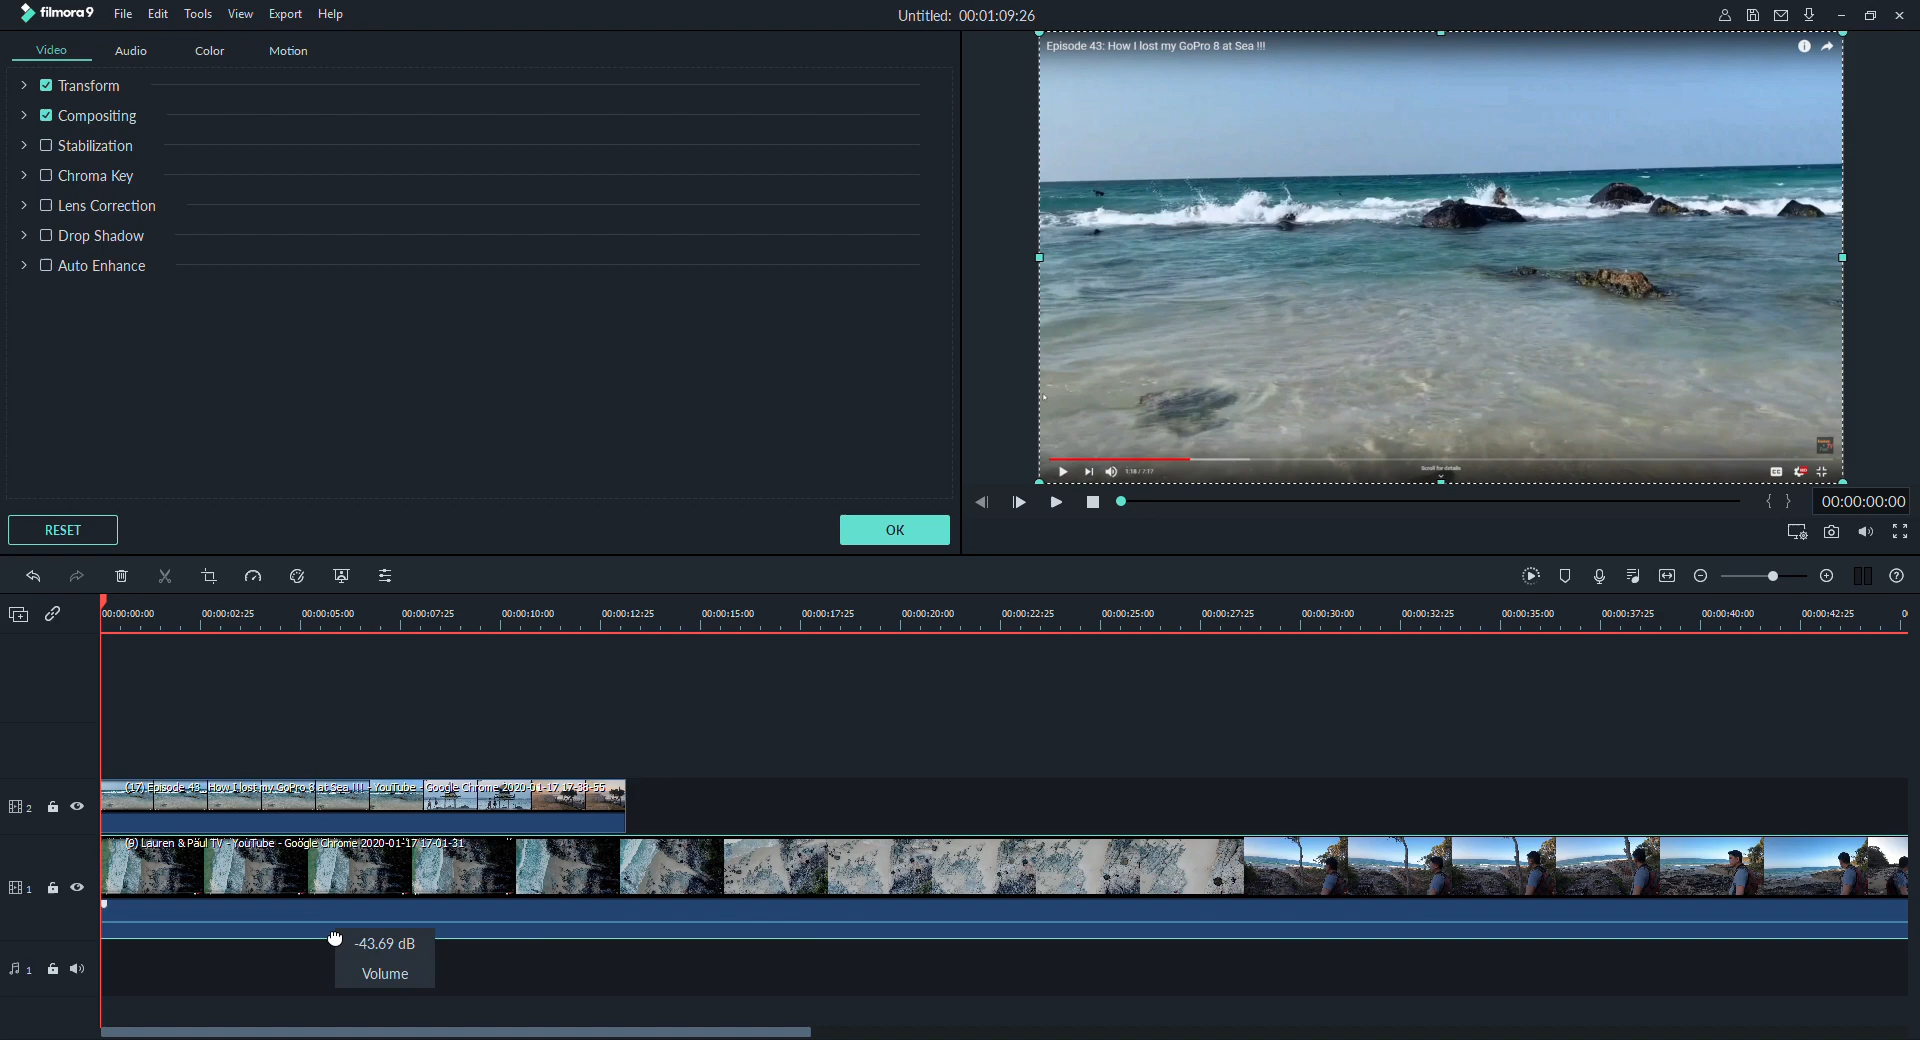 filmora9 File Edit Tools View Export Help
Untitled: 00:01:09:26
Video Audio Color Motion
Transform
Compositing
Stabilization
Chroma Key
Lens Correction
Drop Shadow
Auto Enhance
RESET
OK
Episode 43: How I lost my GoPro 8 at Sea !!!
Scroll for details
1:18 / 7:17
00:00:00:00
00:00:00:00 00:00:02:25 00:00:05:00 00:00:07:25 00:00:10:00 00:00:12:25 00:00:15:00 00:00:17:25 00:00:20:00 00:00:22:25 00:00:25:00 00:00:27:25 00:00:30:00 00:00:32:25 00:00:35:00 00:00:37:25 00:00:40:00 00:00:42:25
(17) Episode 43_ How I lost my GoPro 8 at Sea !!! - YouTube - Google Chrome 2020-01-17 17-38-55
2
(9) Lauren & Paul TV - YouTube - Google Chrome 2020-01-17 17-01-31
1
-43.69 dB
Volume
1